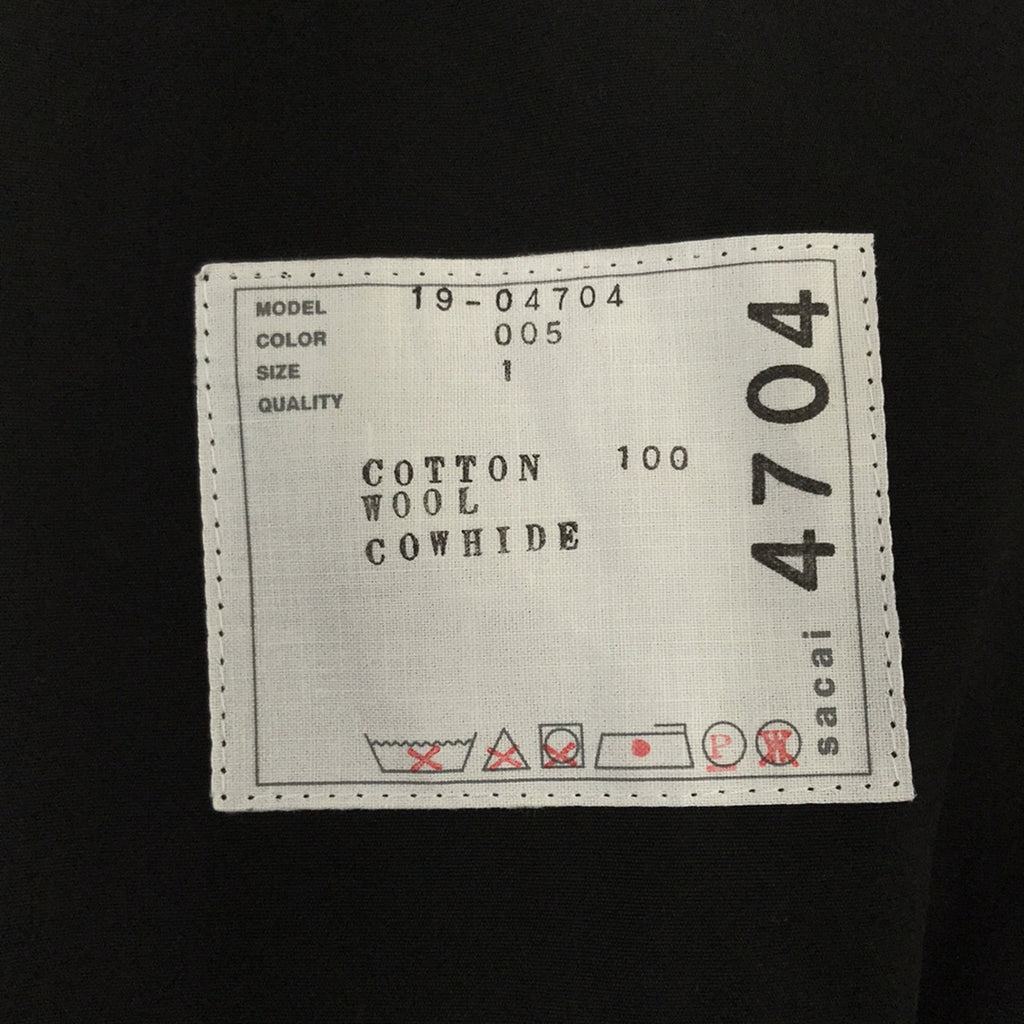 MODEL 19-04704
COLOR 005
SIZE 1
QUALITY
COTTON 100
WOOL
COWHIDE
P
W
sacai 4704